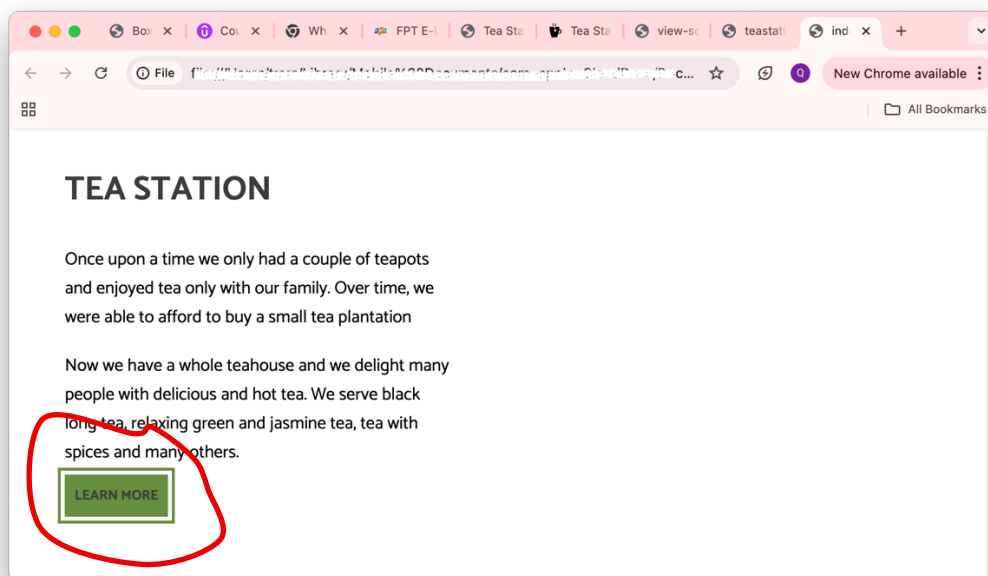 Box
Cou
Wh
FPT E-L
Tea Sta
Tea Sta
view-so
teastati
ind
File
c...
Q
New Chrome available
All Bookmarks
TEA STATION
Once upon a time we only had a couple of teapots
and enjoyed tea only with our family. Over time, we
were able to afford to buy a small tea plantation
Now we have a whole teahouse and we delight many
people with delicious and hot tea. We serve black
long tea, relaxing green and jasmine tea, tea with
spices and many others.
LEARN MORE